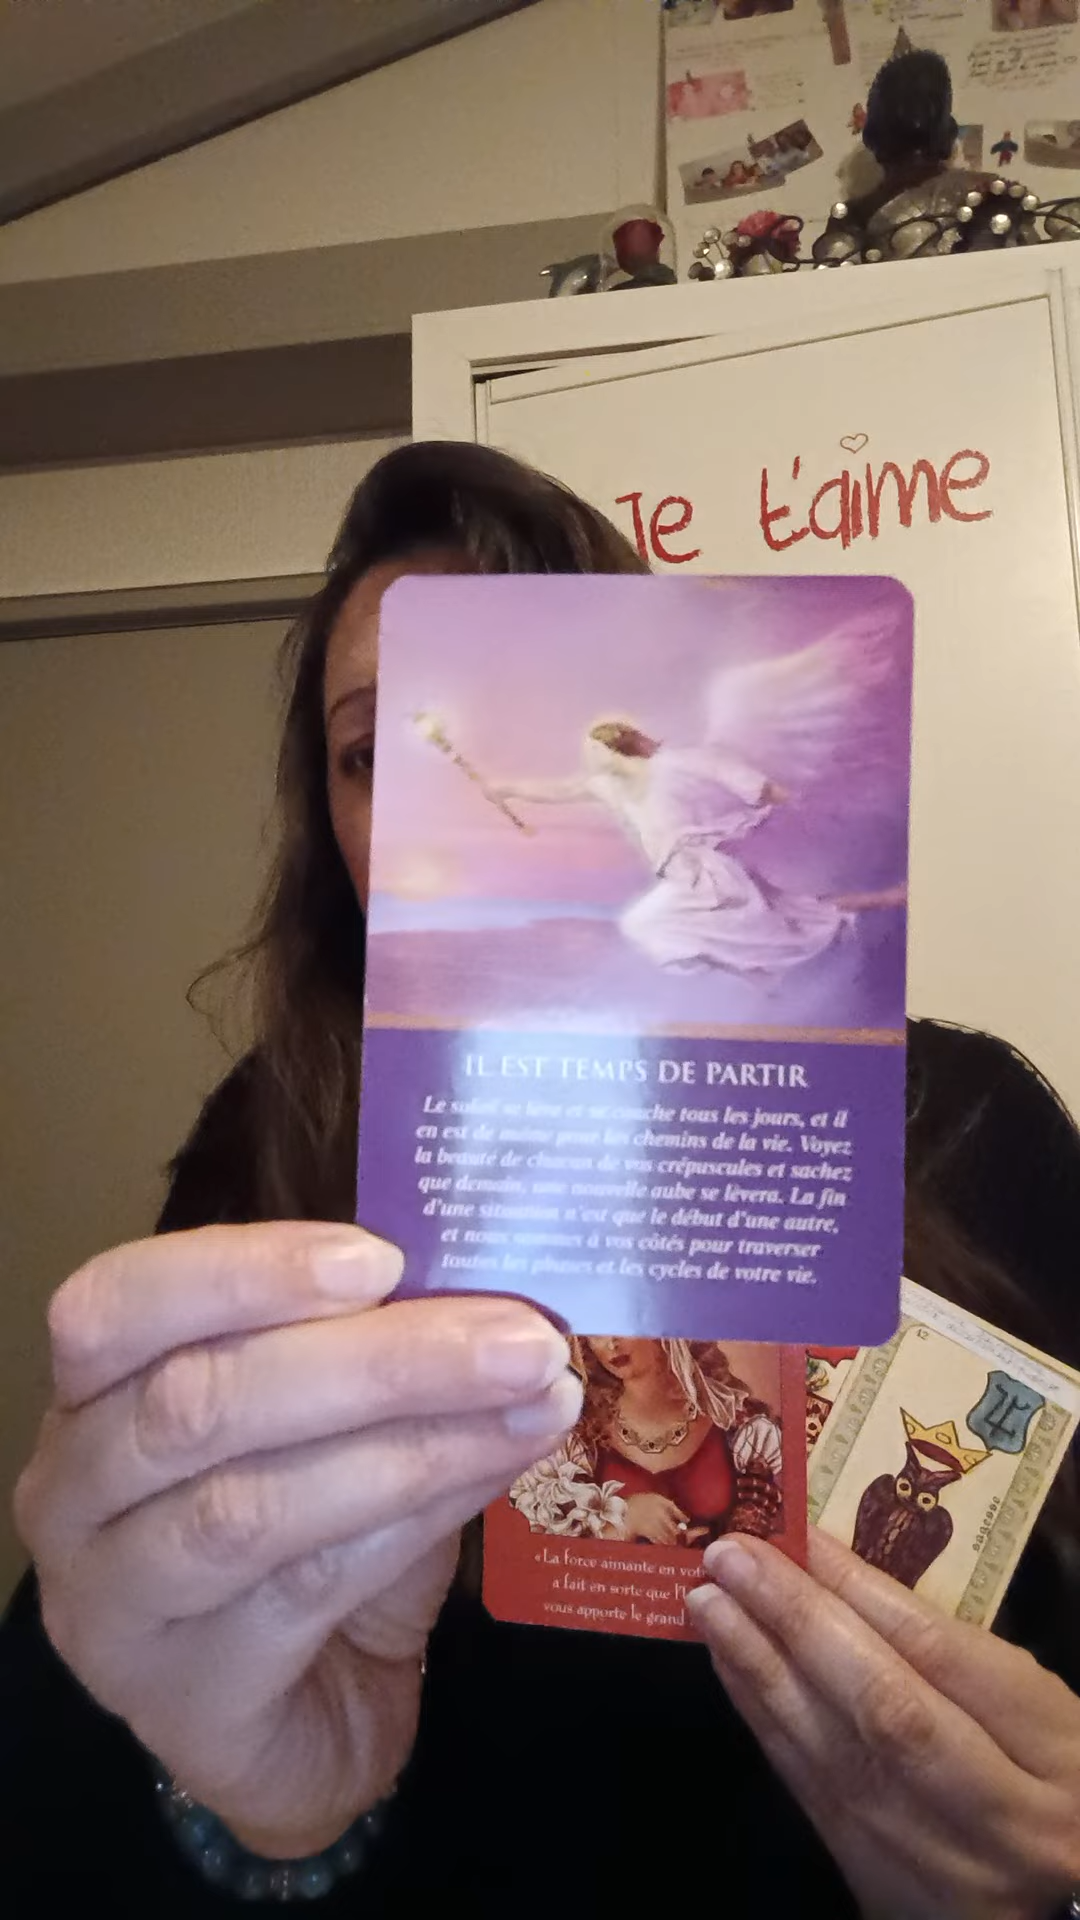 Je t'aime
IL EST TEMPS DE PARTIR
Le soleil se lève et se couche tous les jours, et il
en est de même pour les chemins de la vie. Voyez
la beauté de chacun de vos crépuscules et sachez
que demain, une nouvelle aube se lèvera. La fin
d'une situation n'est que le début d'une autre,
et nous sommes à vos côtés pour traverser
toutes les phases et les cycles de votre vie.
12
sagesse
«La force aimante en
a fait en sorte que
vous apporte le grand